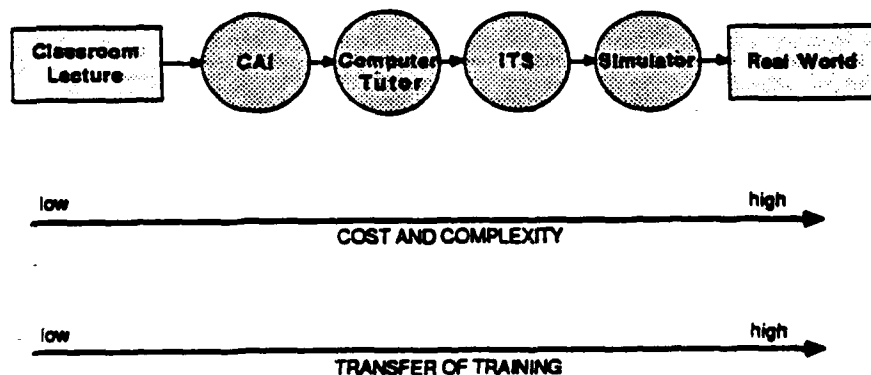 Classroom
Lecture
CAI
Computer
Tutor
ITS
Simulator
Real World
low
high
COST AND COMPLEXITY
low
high
TRANSFER OF TRAINING